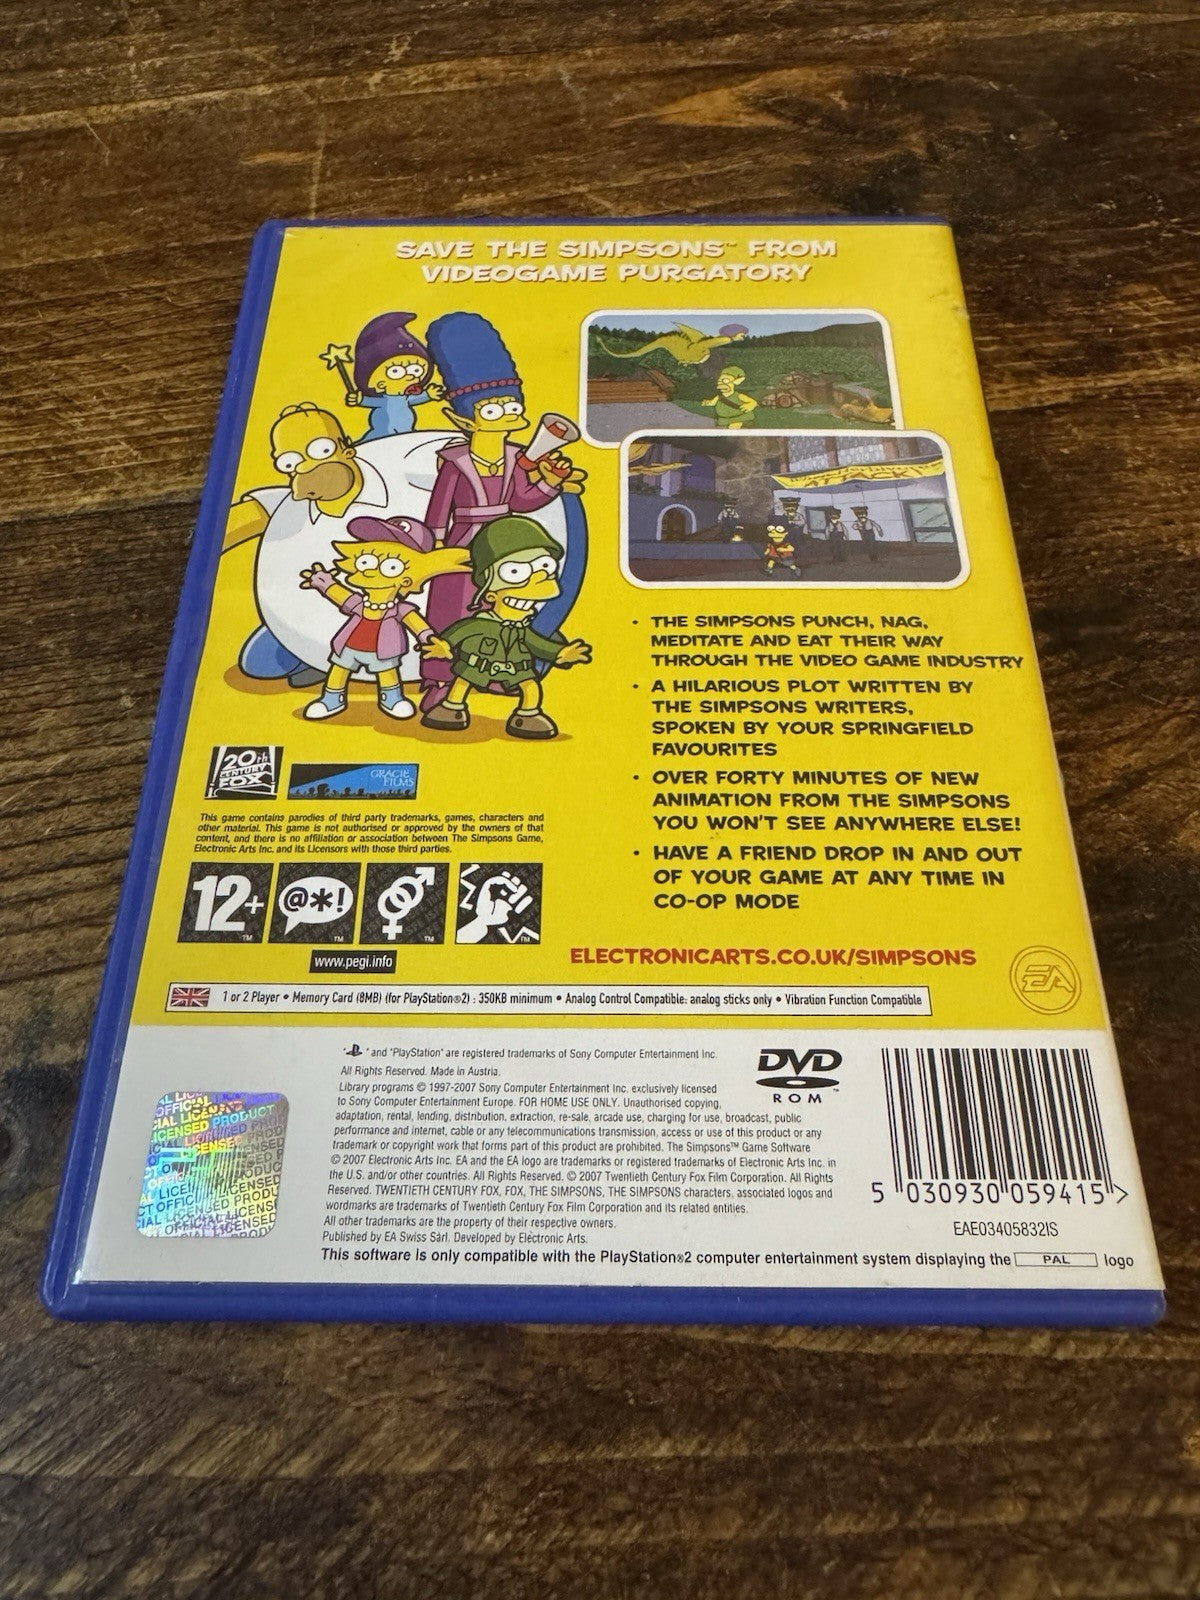 SAVE THE SIMPSONS™ FROM
VIDEOGAME PURGATORY
ATTACK!
• THE SIMPSONS PUNCH, NAG,
MEDITATE AND EAT THEIR WAY
THROUGH THE VIDEO GAME INDUSTRY
• A HILARIOUS PLOT WRITTEN BY
THE SIMPSONS WRITERS,
SPOKEN BY YOUR SPRINGFIELD
FAVOURITES
• OVER FORTY MINUTES OF NEW
ANIMATION FROM THE SIMPSONS
YOU WON'T SEE ANYWHERE ELSE!
• HAVE A FRIEND DROP IN AND OUT
OF YOUR GAME AT ANY TIME IN
CO-OP MODE
20th
CENTURY
FOX
GRACIE
FILMS
This game contains parodies of third party trademarks, games, characters and
other material. This game is not authorised or approved by the owners of that
content, and there is no affiliation or association between The Simpsons Game,
Electronic Arts Inc. and its Licensors with those third parties.
12+ ™
@*! ™
™
™
www.pegi.info
ELECTRONICARTS.CO.UK/SIMPSONS
EA
1 or 2 Player • Memory Card (8MB) (for PlayStation®2) : 350KB minimum • Analog Control Compatible: analog sticks only • Vibration Function Compatible
" " and "PlayStation" are registered trademarks of Sony Computer Entertainment Inc.
All Rights Reserved. Made in Austria.
Library programs © 1997-2007 Sony Computer Entertainment Inc. exclusively licensed
to Sony Computer Entertainment Europe. FOR HOME USE ONLY. Unauthorised copying,
adaptation, rental, lending, distribution, extraction, re-sale, arcade use, charging for use, broadcast, public
performance and internet, cable or any telecommunications transmission, access or use of this product or any
trademark or copyright work that forms part of this product are prohibited. The Simpsons™ Game Software
© 2007 Electronic Arts Inc. EA and the EA logo are trademarks or registered trademarks of Electronic Arts Inc. in
the U.S. and/or other countries. All Rights Reserved. © 2007 Twentieth Century Fox Film Corporation. All Rights
Reserved. TWENTIETH CENTURY FOX, FOX, THE SIMPSONS, THE SIMPSONS characters, associated logos and
wordmarks are trademarks of Twentieth Century Fox Film Corporation and its related entities.
All other trademarks are the property of their respective owners.
Published by EA Swiss Sàrl. Developed by Electronic Arts.
This software is only compatible with the PlayStation®2 computer entertainment system displaying the PAL logo
DVD
ROM
5 030930 059415 >
EAE03405832IS
OFFICIAL
LICENSED PRODUCT